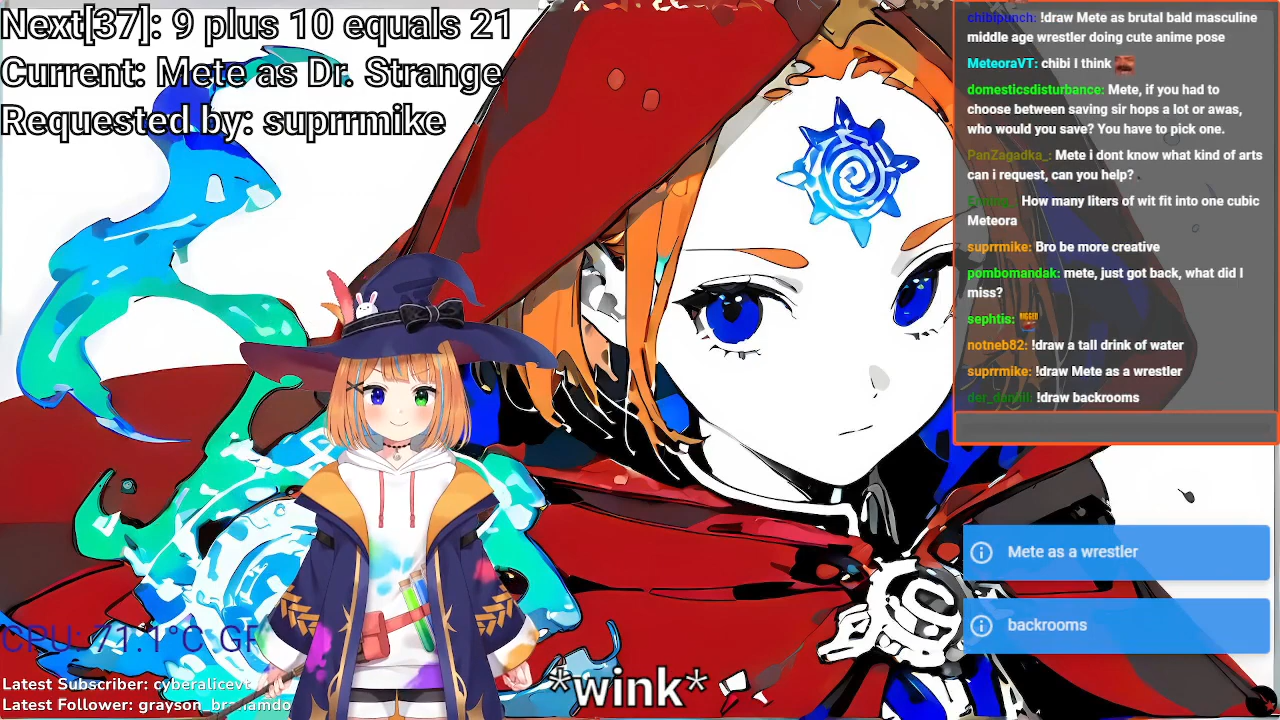 Next[37]: 9 plus 10 equals 21
Current: Mete as Dr. Strange
Requested by: suprrmike
chibipunch: !draw Mete as brutal bald masculine
middle age wrestler doing cute anime pose
MeteoraVT: chibi I think
domesticsdisturbance: Mete, if you had to
choose between saving sir hops a lot or awas,
who would you save? You have to pick one.
PanZagadka_: Mete i dont know what kind of arts
can i request, can you help?
How many liters of wit fit into one cubic
Meteora
suprrmike: Bro be more creative
pombomandak: mete, just got back, what did I
miss?
sephtis:
notneb82: !draw a tall drink of water
suprrmike: !draw Mete as a wrestler
!draw backrooms
Mete as a wrestler
backrooms
CPU: 71.1°C GP
*wink*
Latest Subscriber: cyberalicevt
Latest Follower: